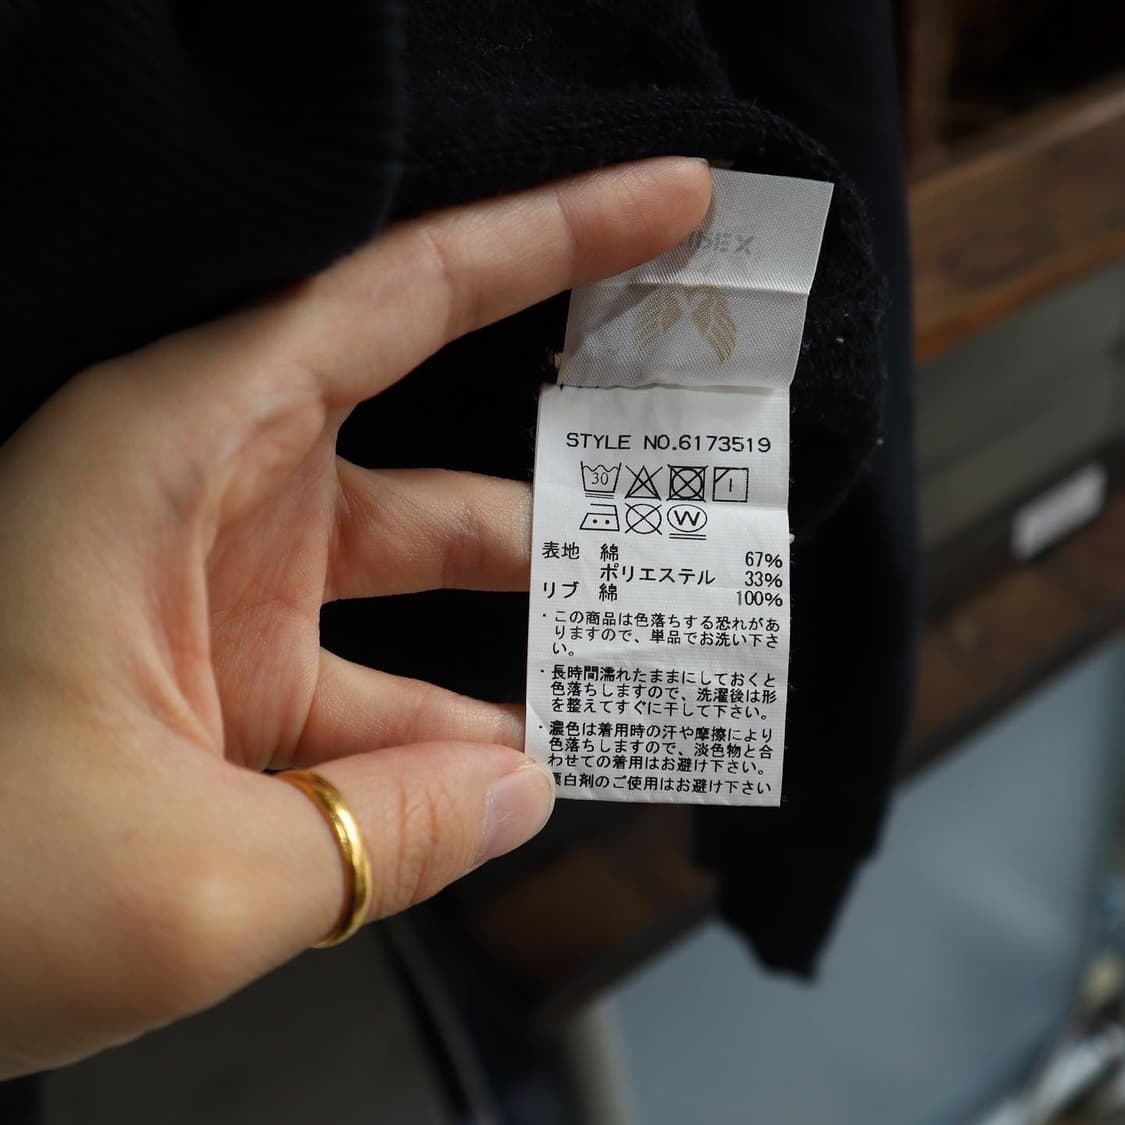 STYLE NO.6173519
30
W
表地 綿 67%
ポリエステル 33%
リブ 綿 100%
・この商品は色落ちする恐れがあ
りますので、単品でお洗い下さ
い。
・長時間濡れたままにしておくと
色落ちしますので、洗濯後は形
を整えてすぐに干して下さい。
・濃色は着用時の汗や摩擦により
色落ちしますので、淡色物と合
わせての着用はお避け下さい。
白剤のご使用はお避け下さい